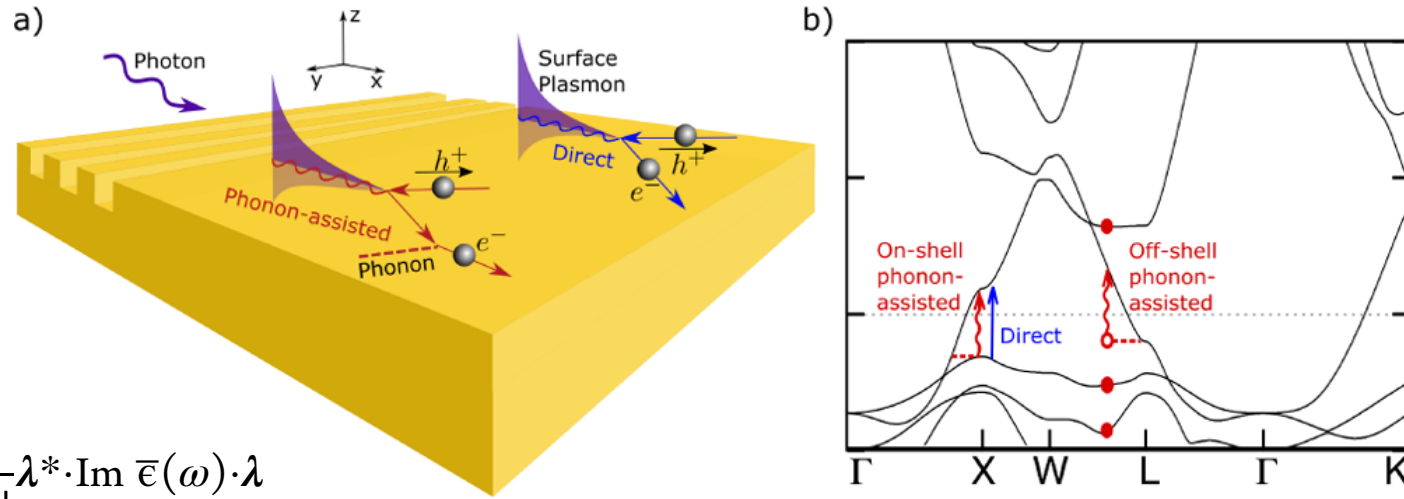 a)
Photon
z
y
x
Surface
Plasmon
h⁺
Direct
h⁺
e⁻
Phonon-assisted
e⁻
Phonon
λ*·Im ε̅(ω)·λ
b)
On-shell
phonon-
assisted
Off-shell
phonon-
assisted
Direct
Γ X W L Γ K